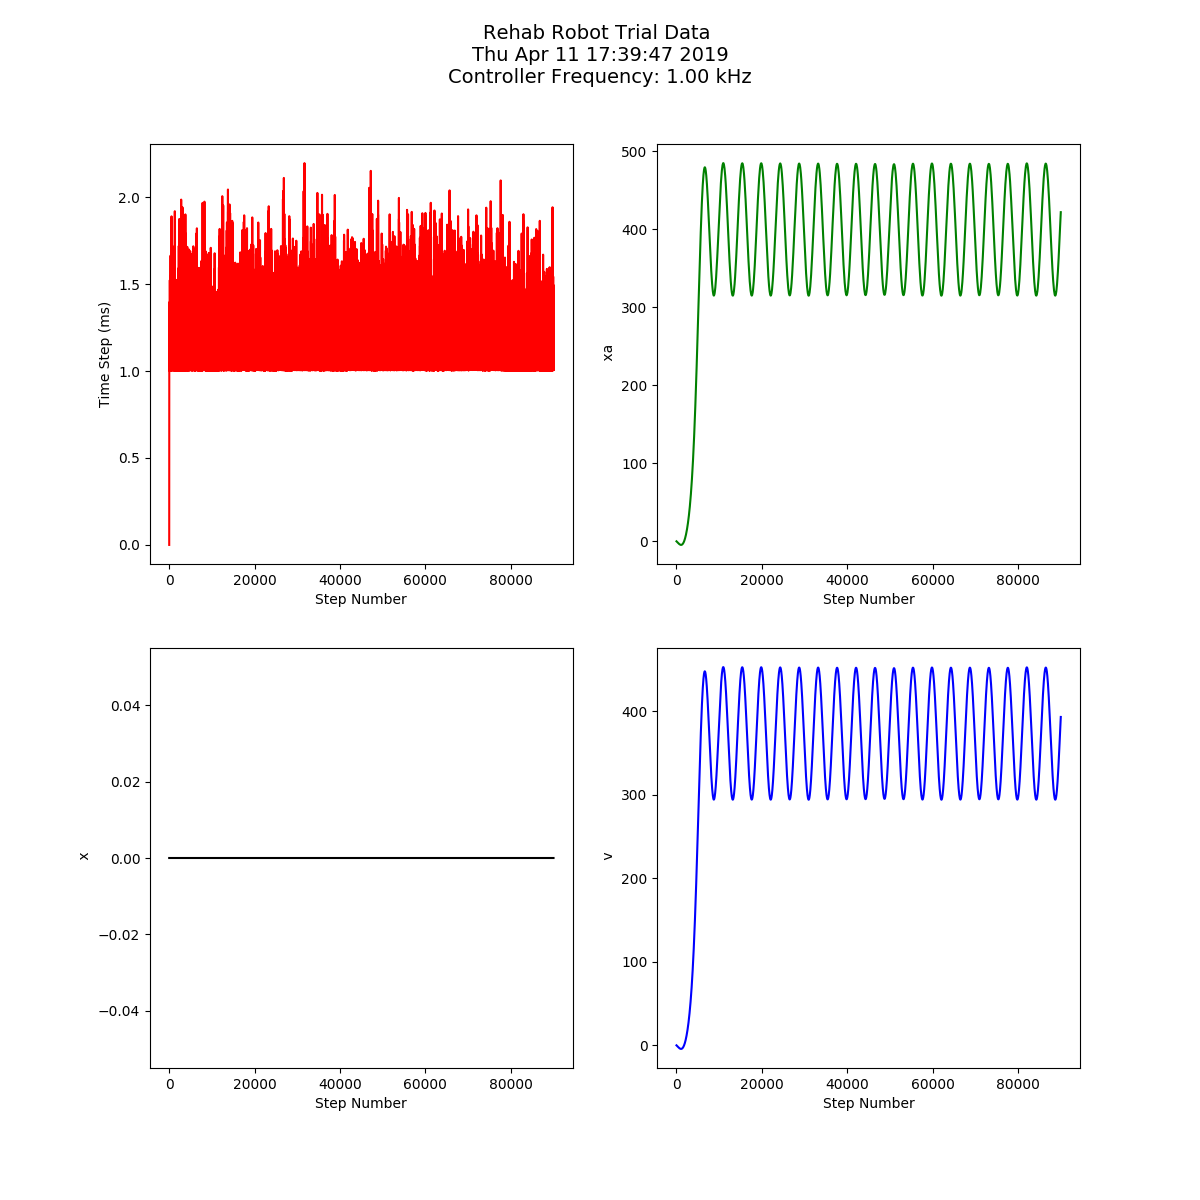 Rehab Robot Trial Data
Thu Apr 11 17:39:47 2019
Controller Frequency: 1.00 kHz
2.0
1.5
1.0
0.5
0.0
Time Step (ms)
0 20000 40000 60000 80000
Step Number
500
400
300
200
100
0
xa
0 20000 40000 60000 80000
Step Number
0.04
0.02
0.00
−0.02
−0.04
x
0 20000 40000 60000 80000
Step Number
400
300
200
100
0
v
0 20000 40000 60000 80000
Step Number